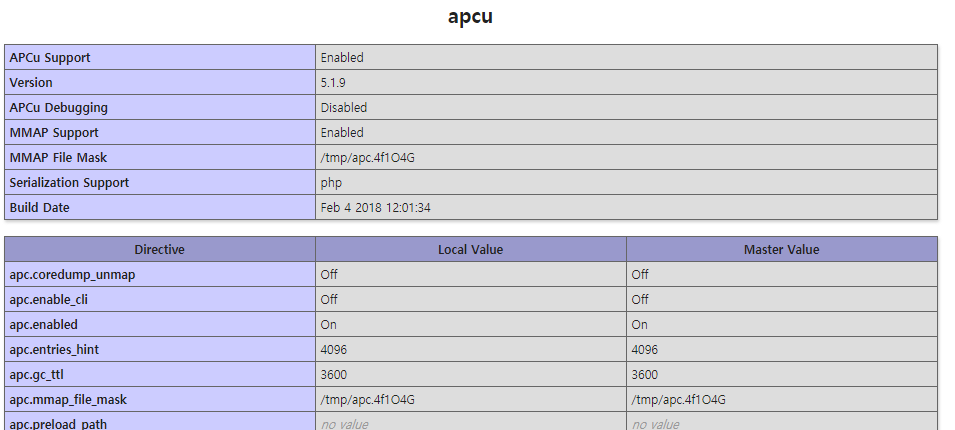 apcu
APCu Support Enabled
Version 5.1.9
APCu Debugging Disabled
MMAP Support Enabled
MMAP File Mask /tmp/apc.4f1O4G
Serialization Support php
Build Date Feb 4 2018 12:01:34
Directive Local Value Master Value
apc.coredump_unmap Off Off
apc.enable_cli Off Off
apc.enabled On On
apc.entries_hint 4096 4096
apc.gc_ttl 3600 3600
apc.mmap_file_mask /tmp/apc.4f1O4G /tmp/apc.4f1O4G
apc.preload_path no value no value